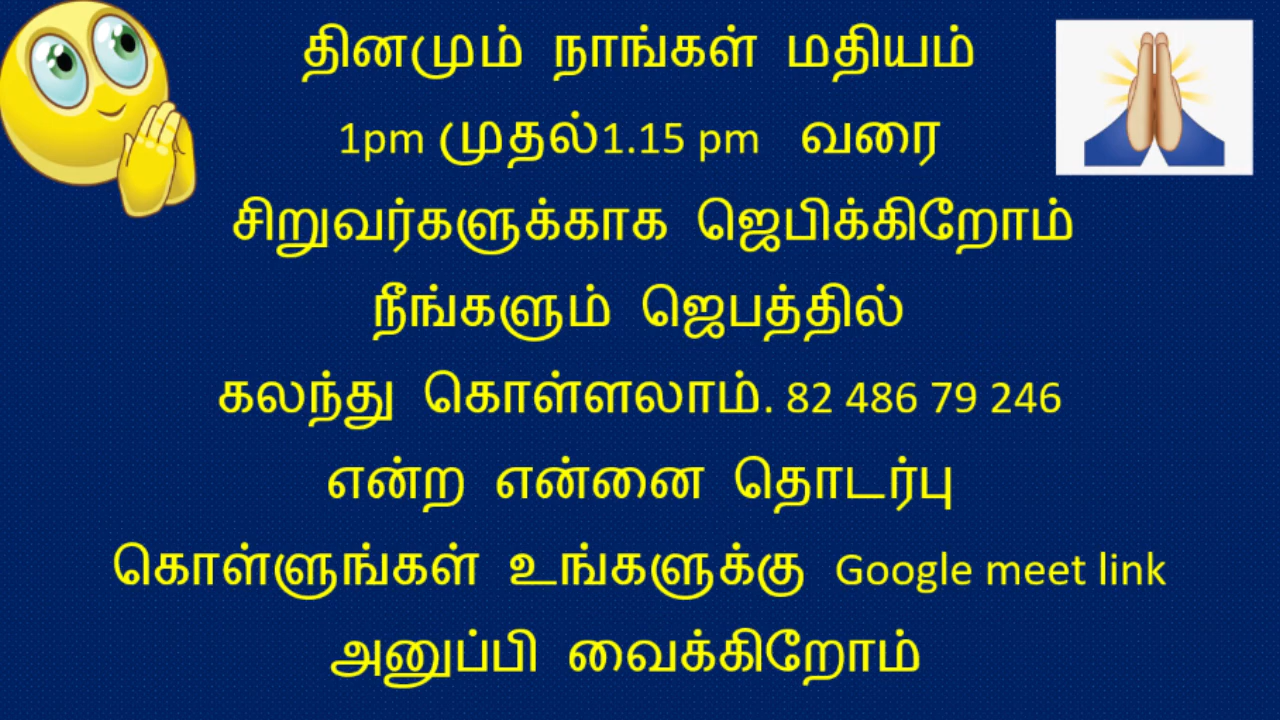 தினமும் நாங்கள் மதியம்
1pm முதல்1.15 pm வரை
சிறுவர்களுக்காக ஜெபிக்கிறோம்
நீங்களும் ஜெபத்தில்
கலந்து கொள்ளலாம். 82 486 79 246
என்ற என்னை தொடர்பு
கொள்ளுங்கள் உங்களுக்கு Google meet link
அனுப்பி வைக்கிறோம்